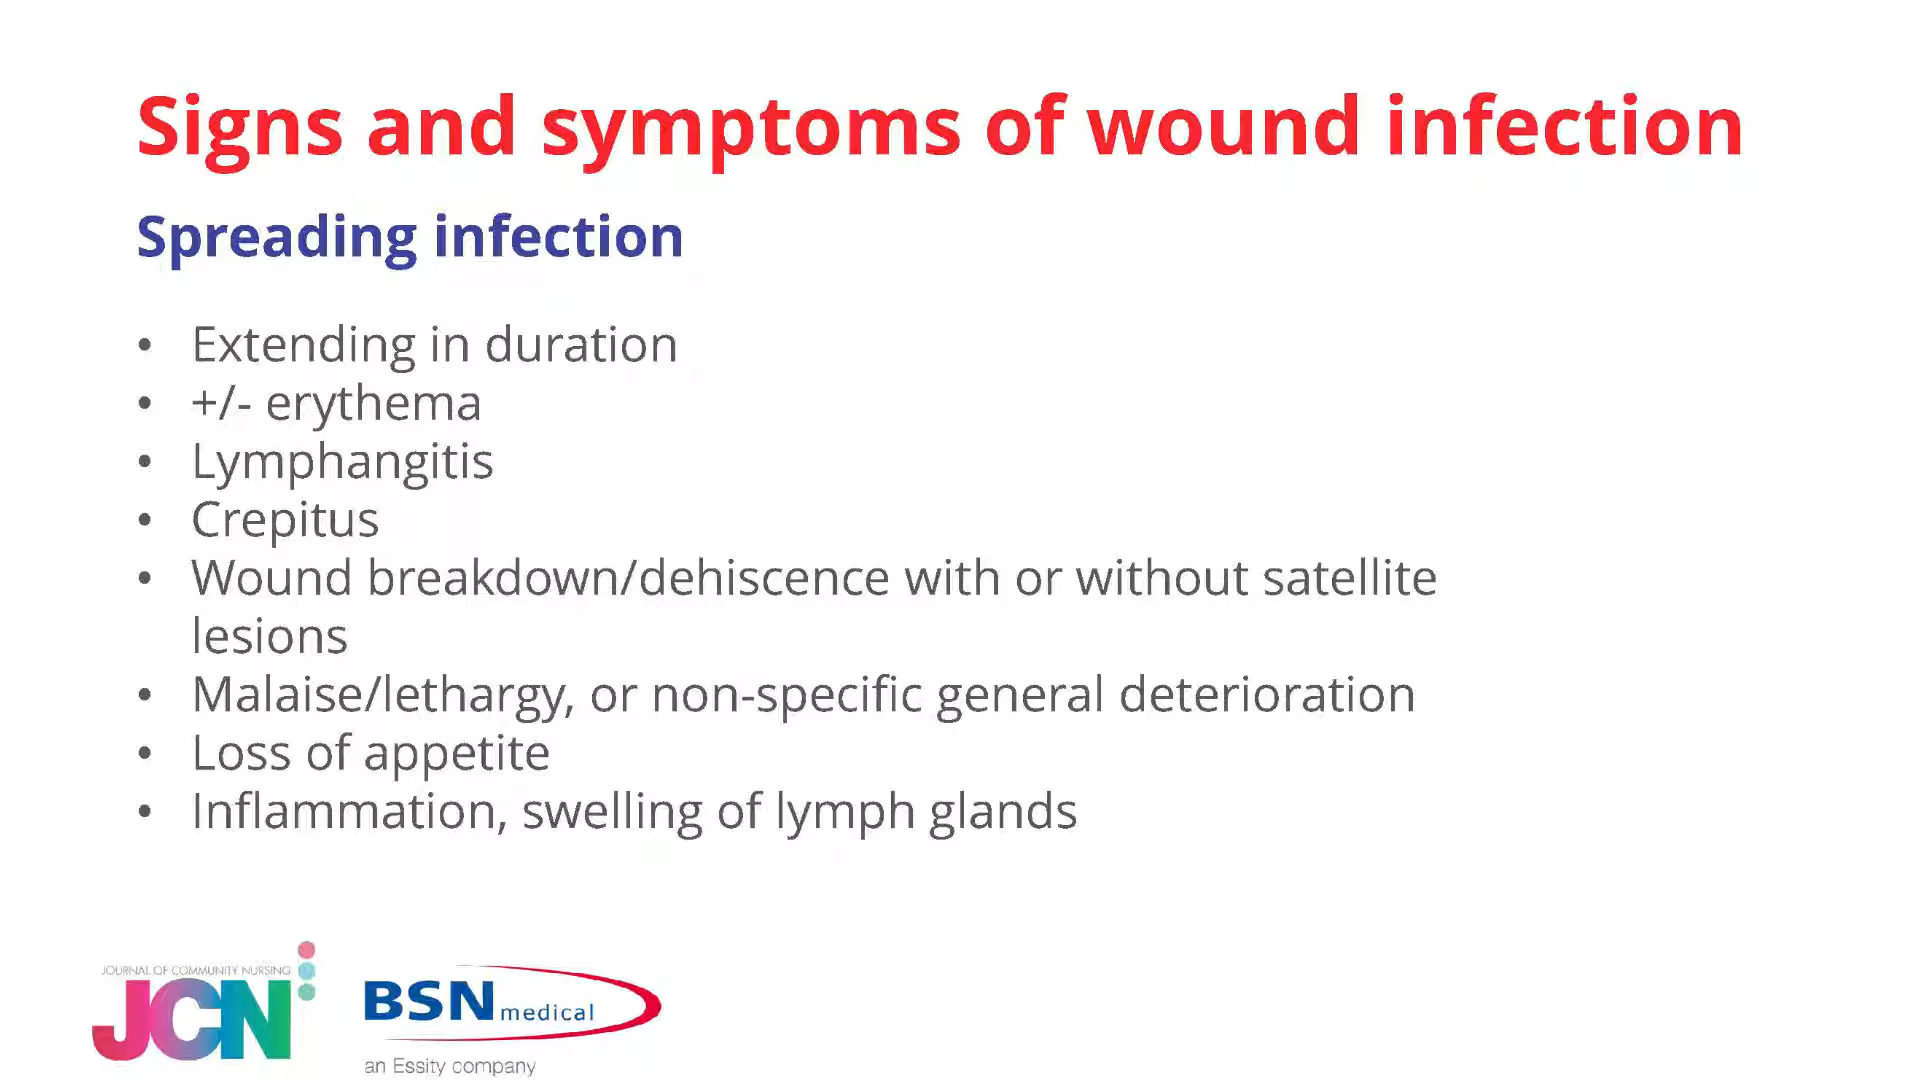 Signs and symptoms of wound infection
Spreading infection
• Extending in duration
• +/- erythema
• Lymphangitis
• Crepitus
• Wound breakdown/dehiscence with or without satellite
lesions
• Malaise/lethargy, or non-specific general deterioration
• Loss of appetite
• Inflammation, swelling of lymph glands
JOURNAL OF COMMUNITY NURSING
JCN
BSN medical
an Essity company